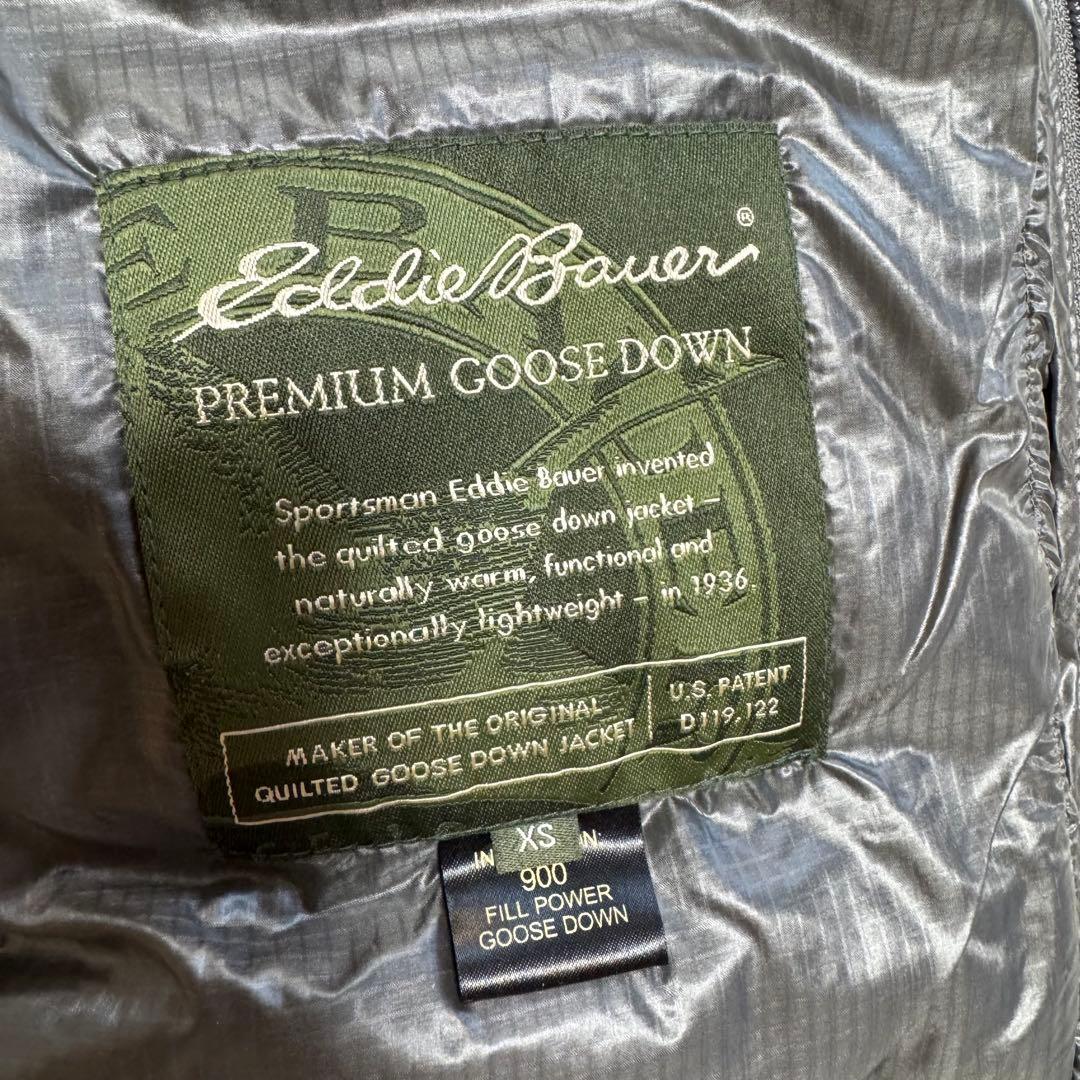 Eddie Bauer®
PREMIUM GOOSE DOWN
Sportsman Eddie Bauer invented
the quilted goose down jacket –
naturally warm, functional and
exceptionally lightweight – in 1936
MAKER OF THE ORIGINAL
QUILTED GOOSE DOWN JACKET
U.S. PATENT
D119,122
XS
900
FILL POWER
GOOSE DOWN